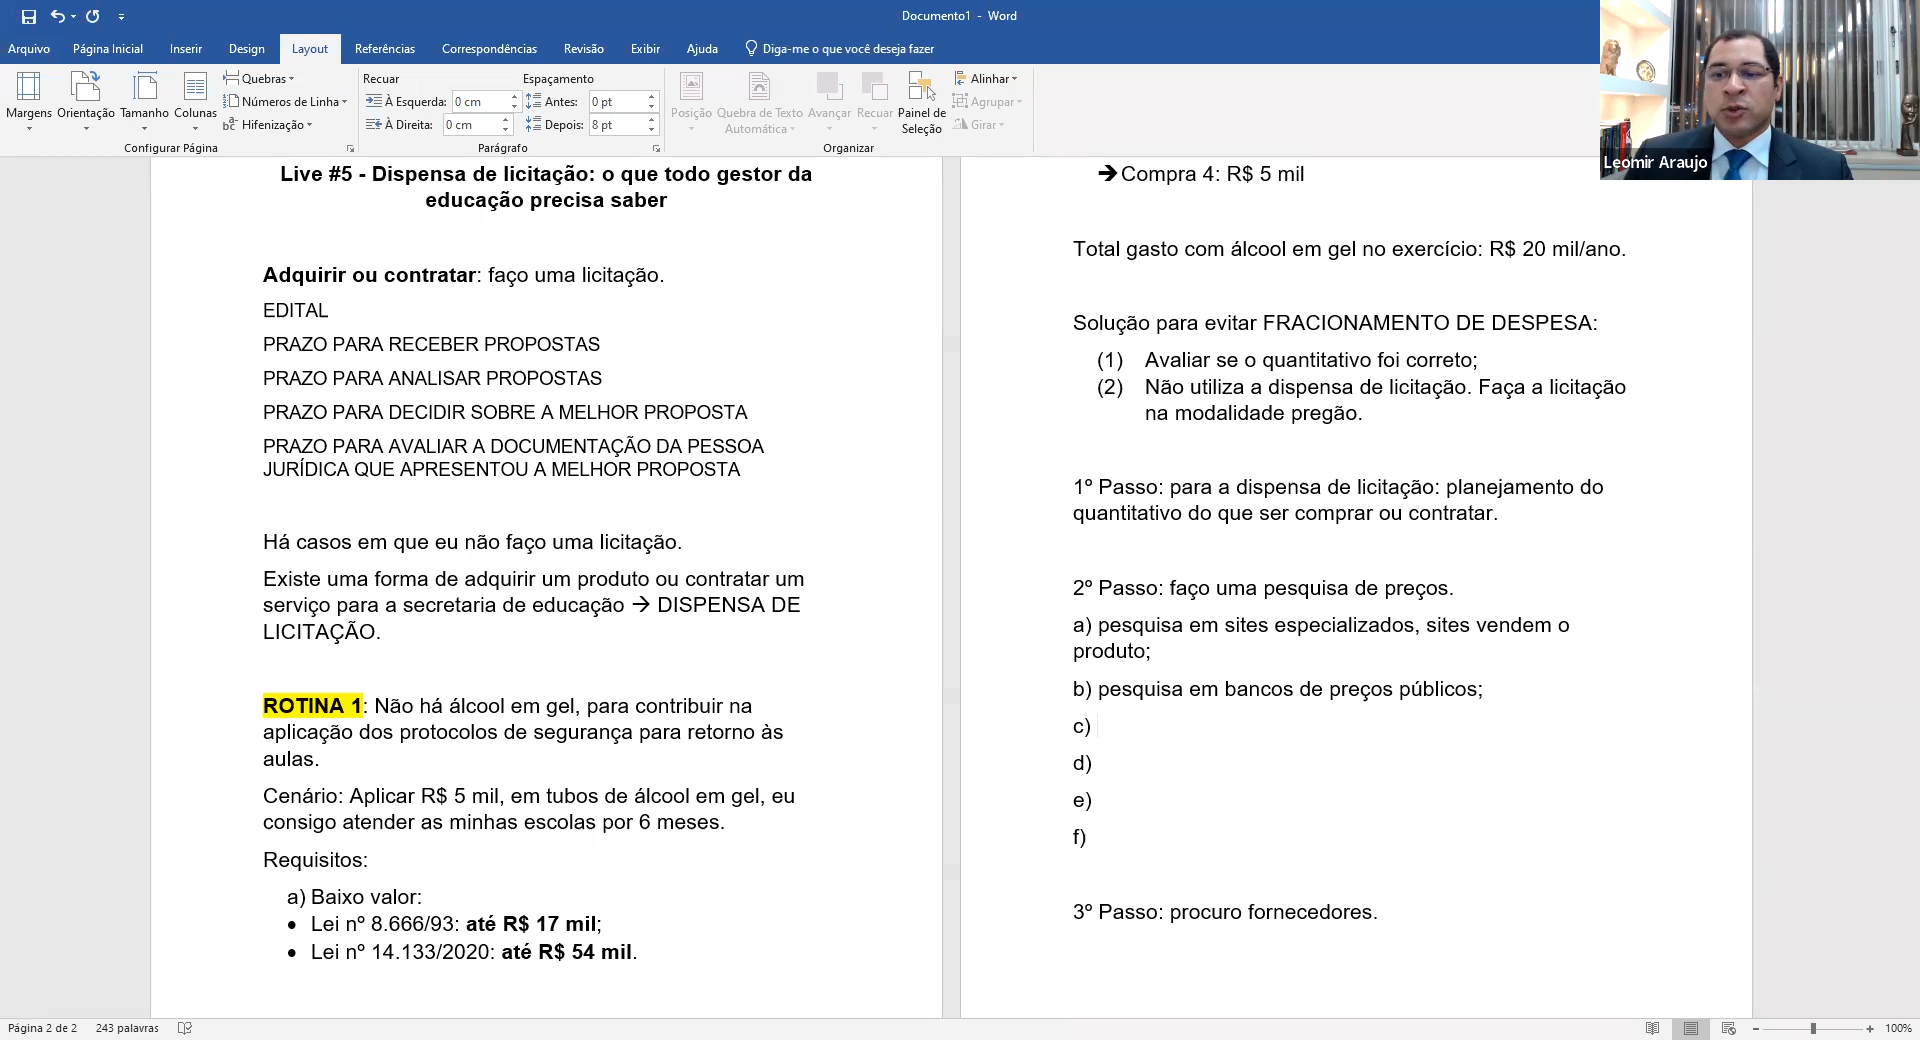 Documento1 - Word
Arquivo
Página Inicial
Inserir
Design
Layout
Referências
Correspondências
Revisão
Exibir
Ajuda
Diga-me o que você deseja fazer
Margens
Orientação
Tamanho
Colunas
Quebras
Números de Linha
Hifenização
Configurar Página
Recuar
À Esquerda: 0 cm
À Direita: 0 cm
Espaçamento
Antes: 0 pt
Depois: 8 pt
Parágrafo
Posição
Quebra de Texto
Automática
Avançar
Recuar
Painel de
Seleção
Alinhar
Agrupar
Girar
Organizar
Leomir Araujo
Live #5 - Dispensa de licitação: o que todo gestor da
educação precisa saber
Adquirir ou contratar: faço uma licitação.
EDITAL
PRAZO PARA RECEBER PROPOSTAS
PRAZO PARA ANALISAR PROPOSTAS
PRAZO PARA DECIDIR SOBRE A MELHOR PROPOSTA
PRAZO PARA AVALIAR A DOCUMENTAÇÃO DA PESSOA
JURÍDICA QUE APRESENTOU A MELHOR PROPOSTA
Há casos em que eu não faço uma licitação.
Existe uma forma de adquirir um produto ou contratar um
serviço para a secretaria de educação → DISPENSA DE
LICITAÇÃO.
ROTINA 1: Não há álcool em gel, para contribuir na
aplicação dos protocolos de segurança para retorno às
aulas.
Cenário: Aplicar R$ 5 mil, em tubos de álcool em gel, eu
consigo atender as minhas escolas por 6 meses.
Requisitos:
a) Baixo valor:
• Lei nº 8.666/93: até R$ 17 mil;
• Lei nº 14.133/2020: até R$ 54 mil.
➔ Compra 4: R$ 5 mil
Total gasto com álcool em gel no exercício: R$ 20 mil/ano.
Solução para evitar FRACIONAMENTO DE DESPESA:
(1) Avaliar se o quantitativo foi correto;
(2) Não utiliza a dispensa de licitação. Faça a licitação
na modalidade pregão.
1º Passo: para a dispensa de licitação: planejamento do
quantitativo do que ser comprar ou contratar.
2º Passo: faço uma pesquisa de preços.
a) pesquisa em sites especializados, sites vendem o
produto;
b) pesquisa em bancos de preços públicos;
c)
d)
e)
f)
3º Passo: procuro fornecedores.
Página 2 de 2
243 palavras
100%